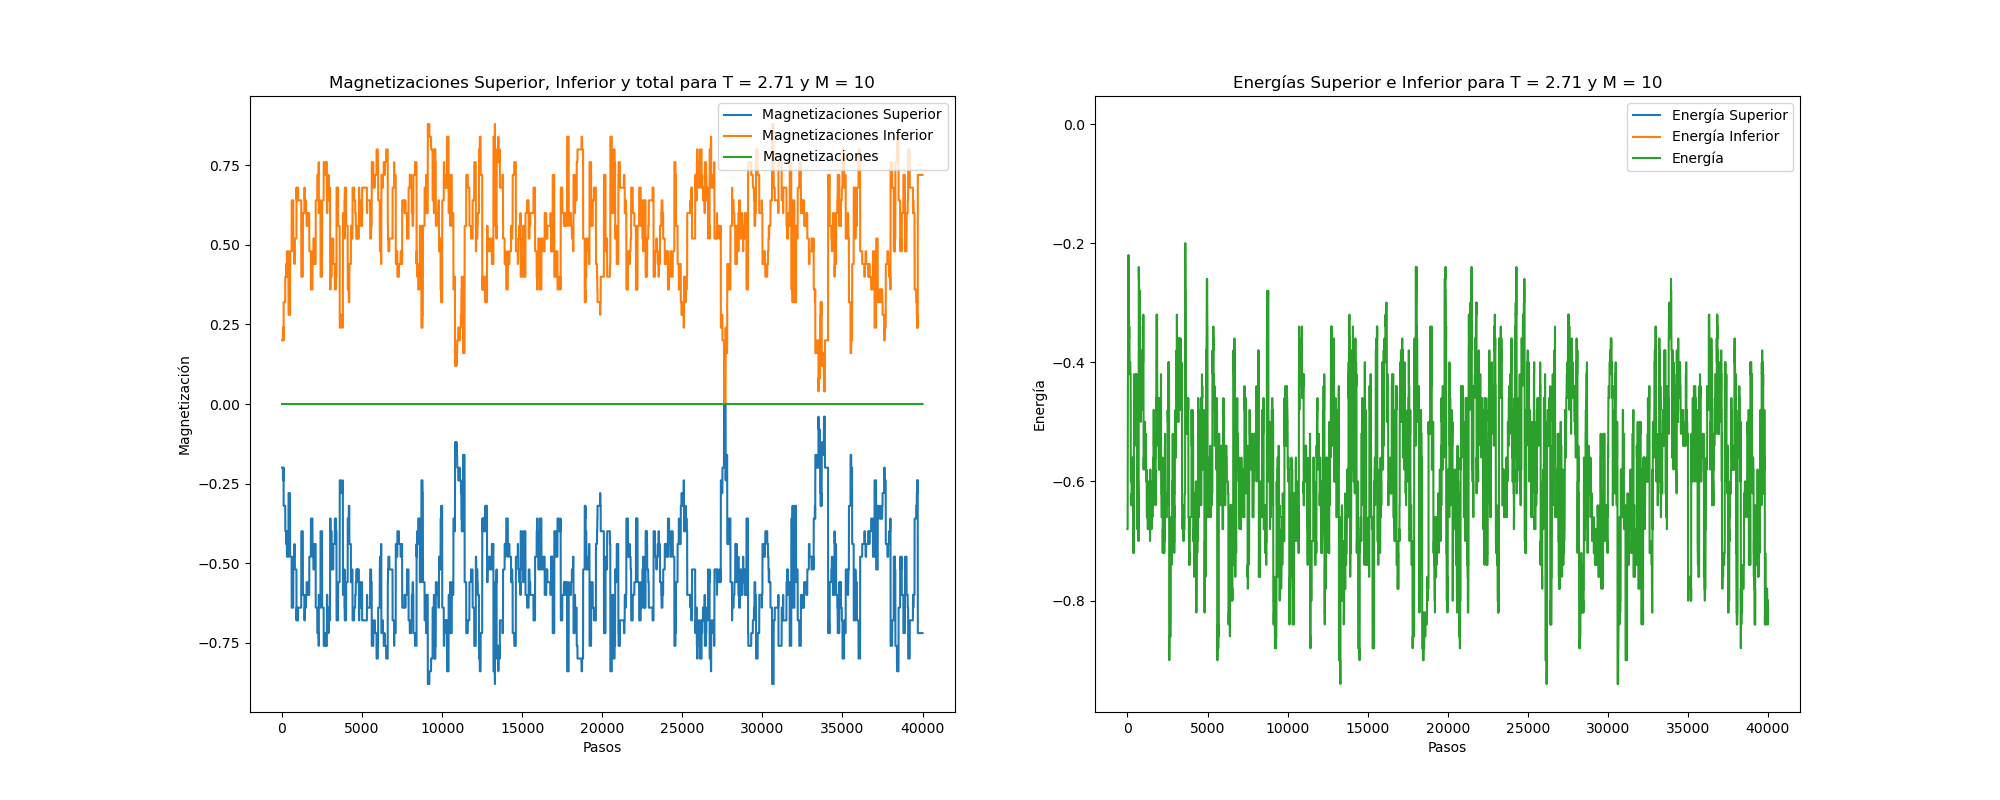 Magnetizaciones Superior, Inferior y total para T = 2.71 y M = 10
Magnetizaciones Superior
Magnetizaciones Inferior
Magnetizaciones
Magnetización
0.75
0.50
0.25
0.00
−0.25
−0.50
−0.75
0
5000
10000
15000
20000
25000
30000
35000
40000
Pasos
Energías Superior e Inferior para T = 2.71 y M = 10
Energía Superior
Energía Inferior
Energía
Energía
0.0
−0.2
−0.4
−0.6
−0.8
0
5000
10000
15000
20000
25000
30000
35000
40000
Pasos